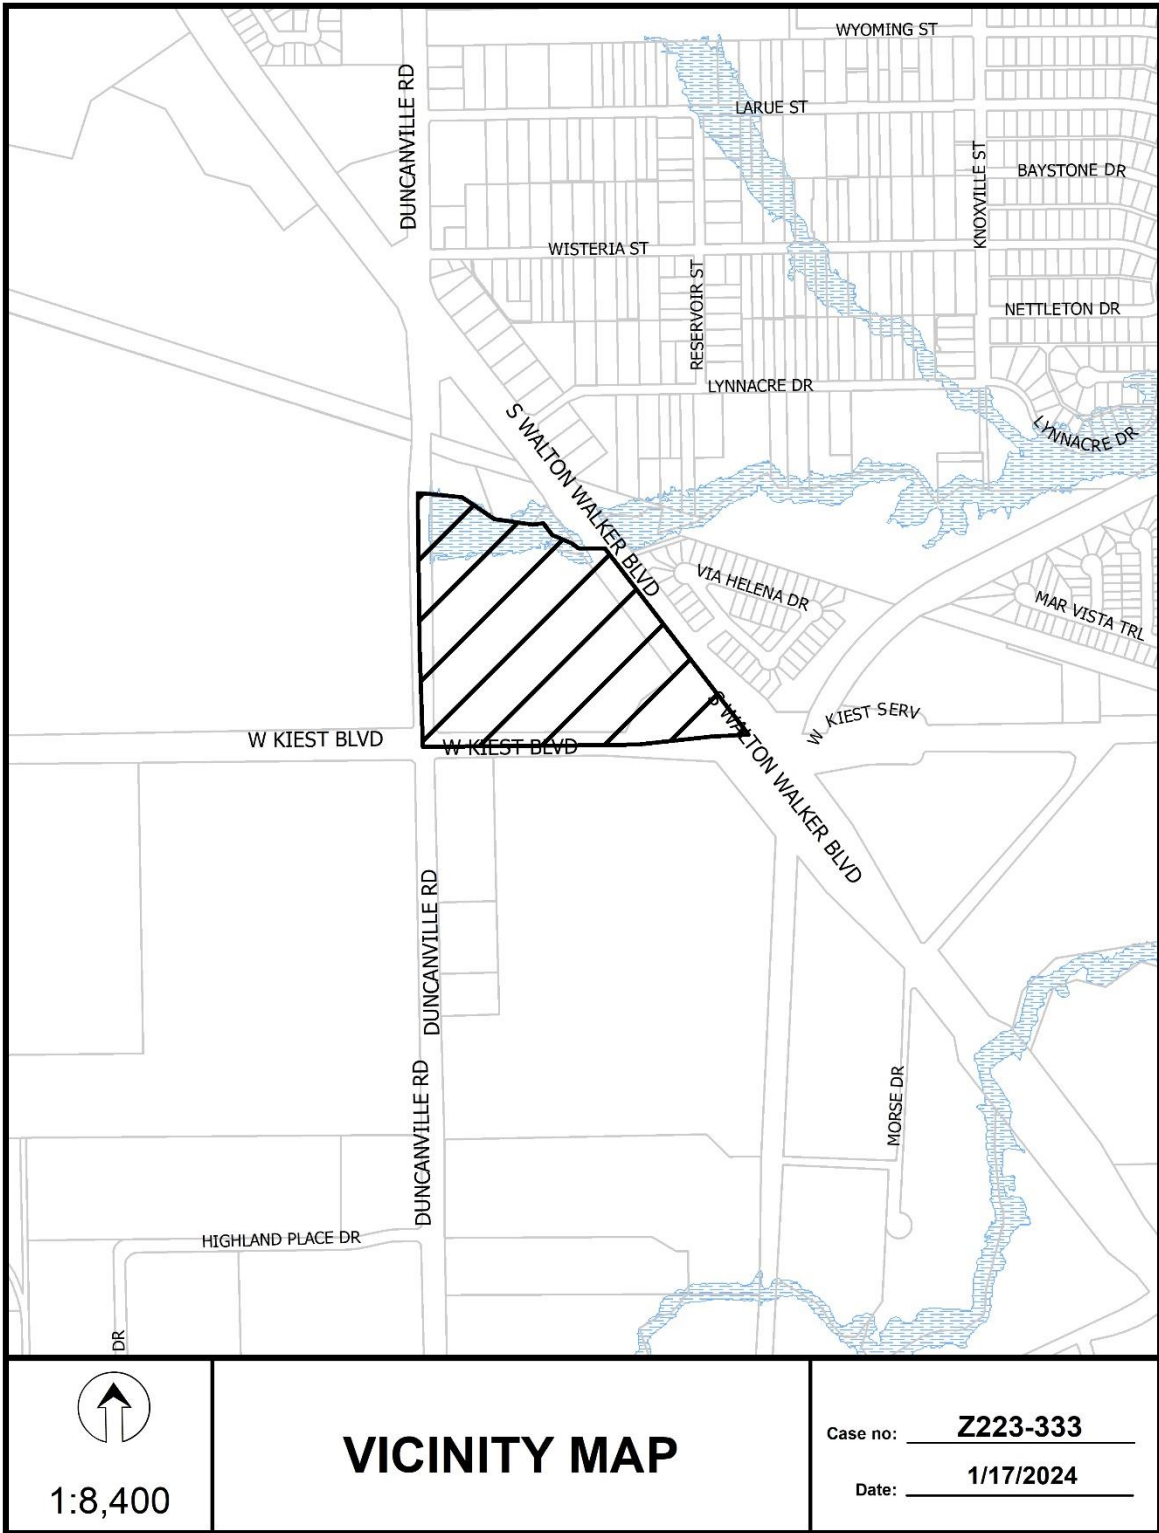 WYOMING ST
LARUE ST
DUNCANVILLE RD
KNOXVILLE ST
BAYSTONE DR
WISTERIA ST
RESERVOIR ST
NETTLETON DR
LYNNACRE DR
S WALTON WALKER BLVD
LYNNACRE DR
VIA HELENA DR
MAR VISTA TRL
W KIEST SERV
W KIEST BLVD
W KIEST BLVD
S WALTON WALKER BLVD
DUNCANVILLE RD
DUNCANVILLE RD
MORSE DR
HIGHLAND PLACE DR
DR
1:8,400
VICINITY MAP
Case no: Z223-333
Date: 1/17/2024